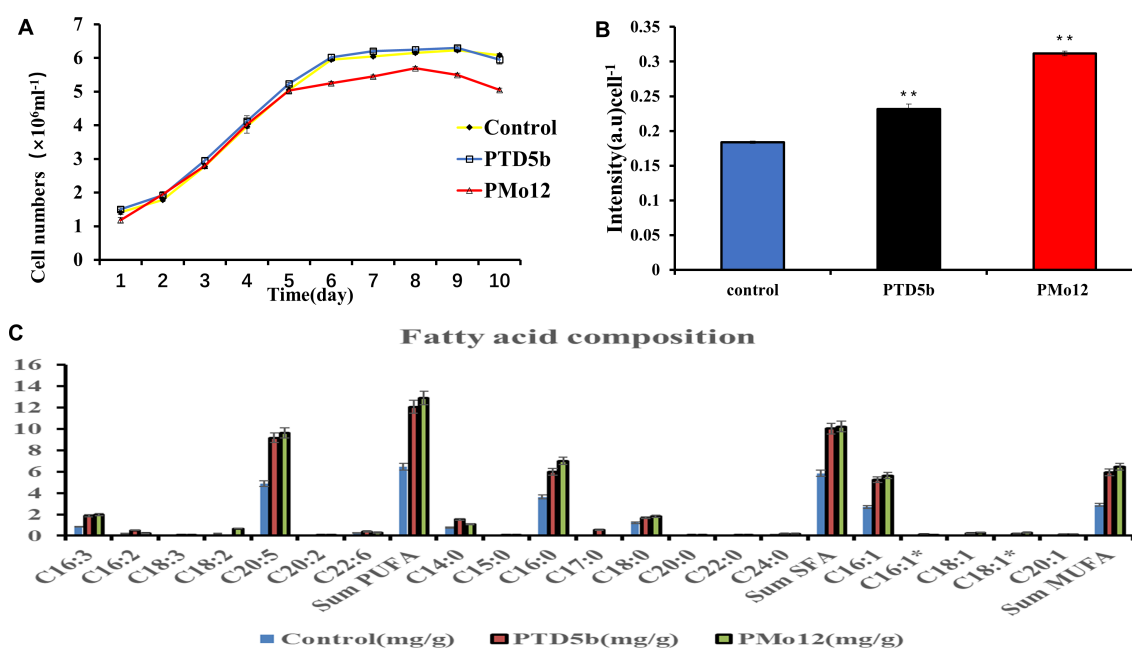 A
Cell numbers (×10⁶ml⁻¹)
7
6
5
4
3
2
1
0
Control
PTD5b
PMo12
1 2 3 4 5 6 7 8 9 10
Time(day)
B
Intensity(a.u)cell⁻¹
0.35
0.3
0.25
0.2
0.15
0.1
0.05
0
**
**
control PTD5b PMo12
C
Fatty acid composition
16
14
12
10
8
6
4
2
0
C16:3 C16:2 C18:3 C18:2 C20:5 C20:2 C22:6 Sum PUFA C14:0 C15:0 C16:0 C17:0 C18:0 C20:0 C22:0 C24:0 Sum SFA C16:1 C16:1* C18:1 C18:1* C20:1 Sum MUFA
Control(mg/g) PTD5b(mg/g) PMo12(mg/g)